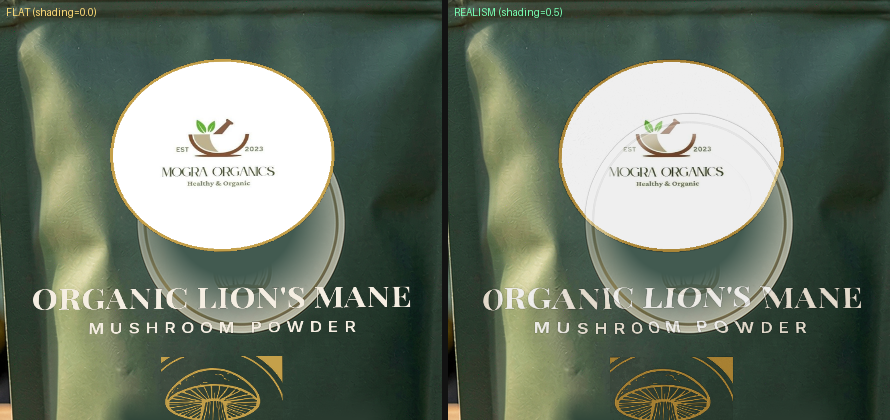 FLAT (shading=0.0)
EST 2023
MOGRA ORGANICS
Healthy & Organic
ORGANIC LION'S MANE
MUSHROOM POWDER
REALISM (shading=0.5)
EST 2023
MOGRA ORGANICS
Healthy & Organic
ORGANIC LION'S MANE
MUSHROOM POWDER